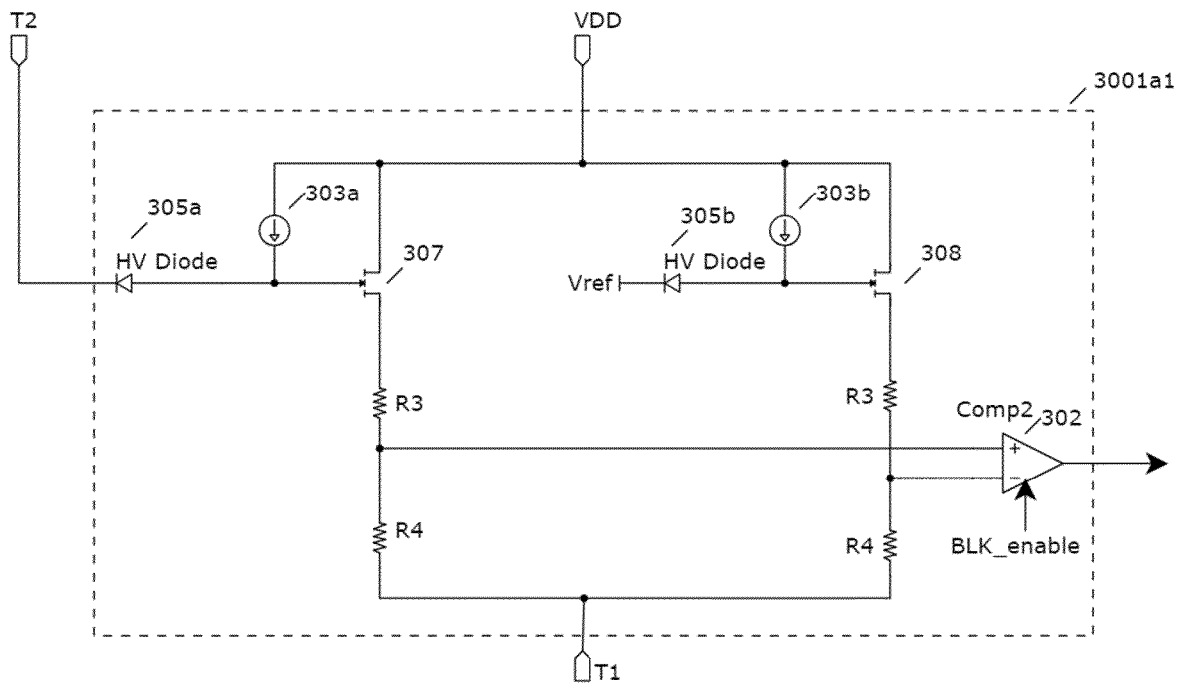 T2
VDD
3001a1
303a
303b
305a
305b
HV Diode
HV Diode
307
308
Vref
R3
R3
Comp2
302
+
−
R4
R4
BLK_enable
T1